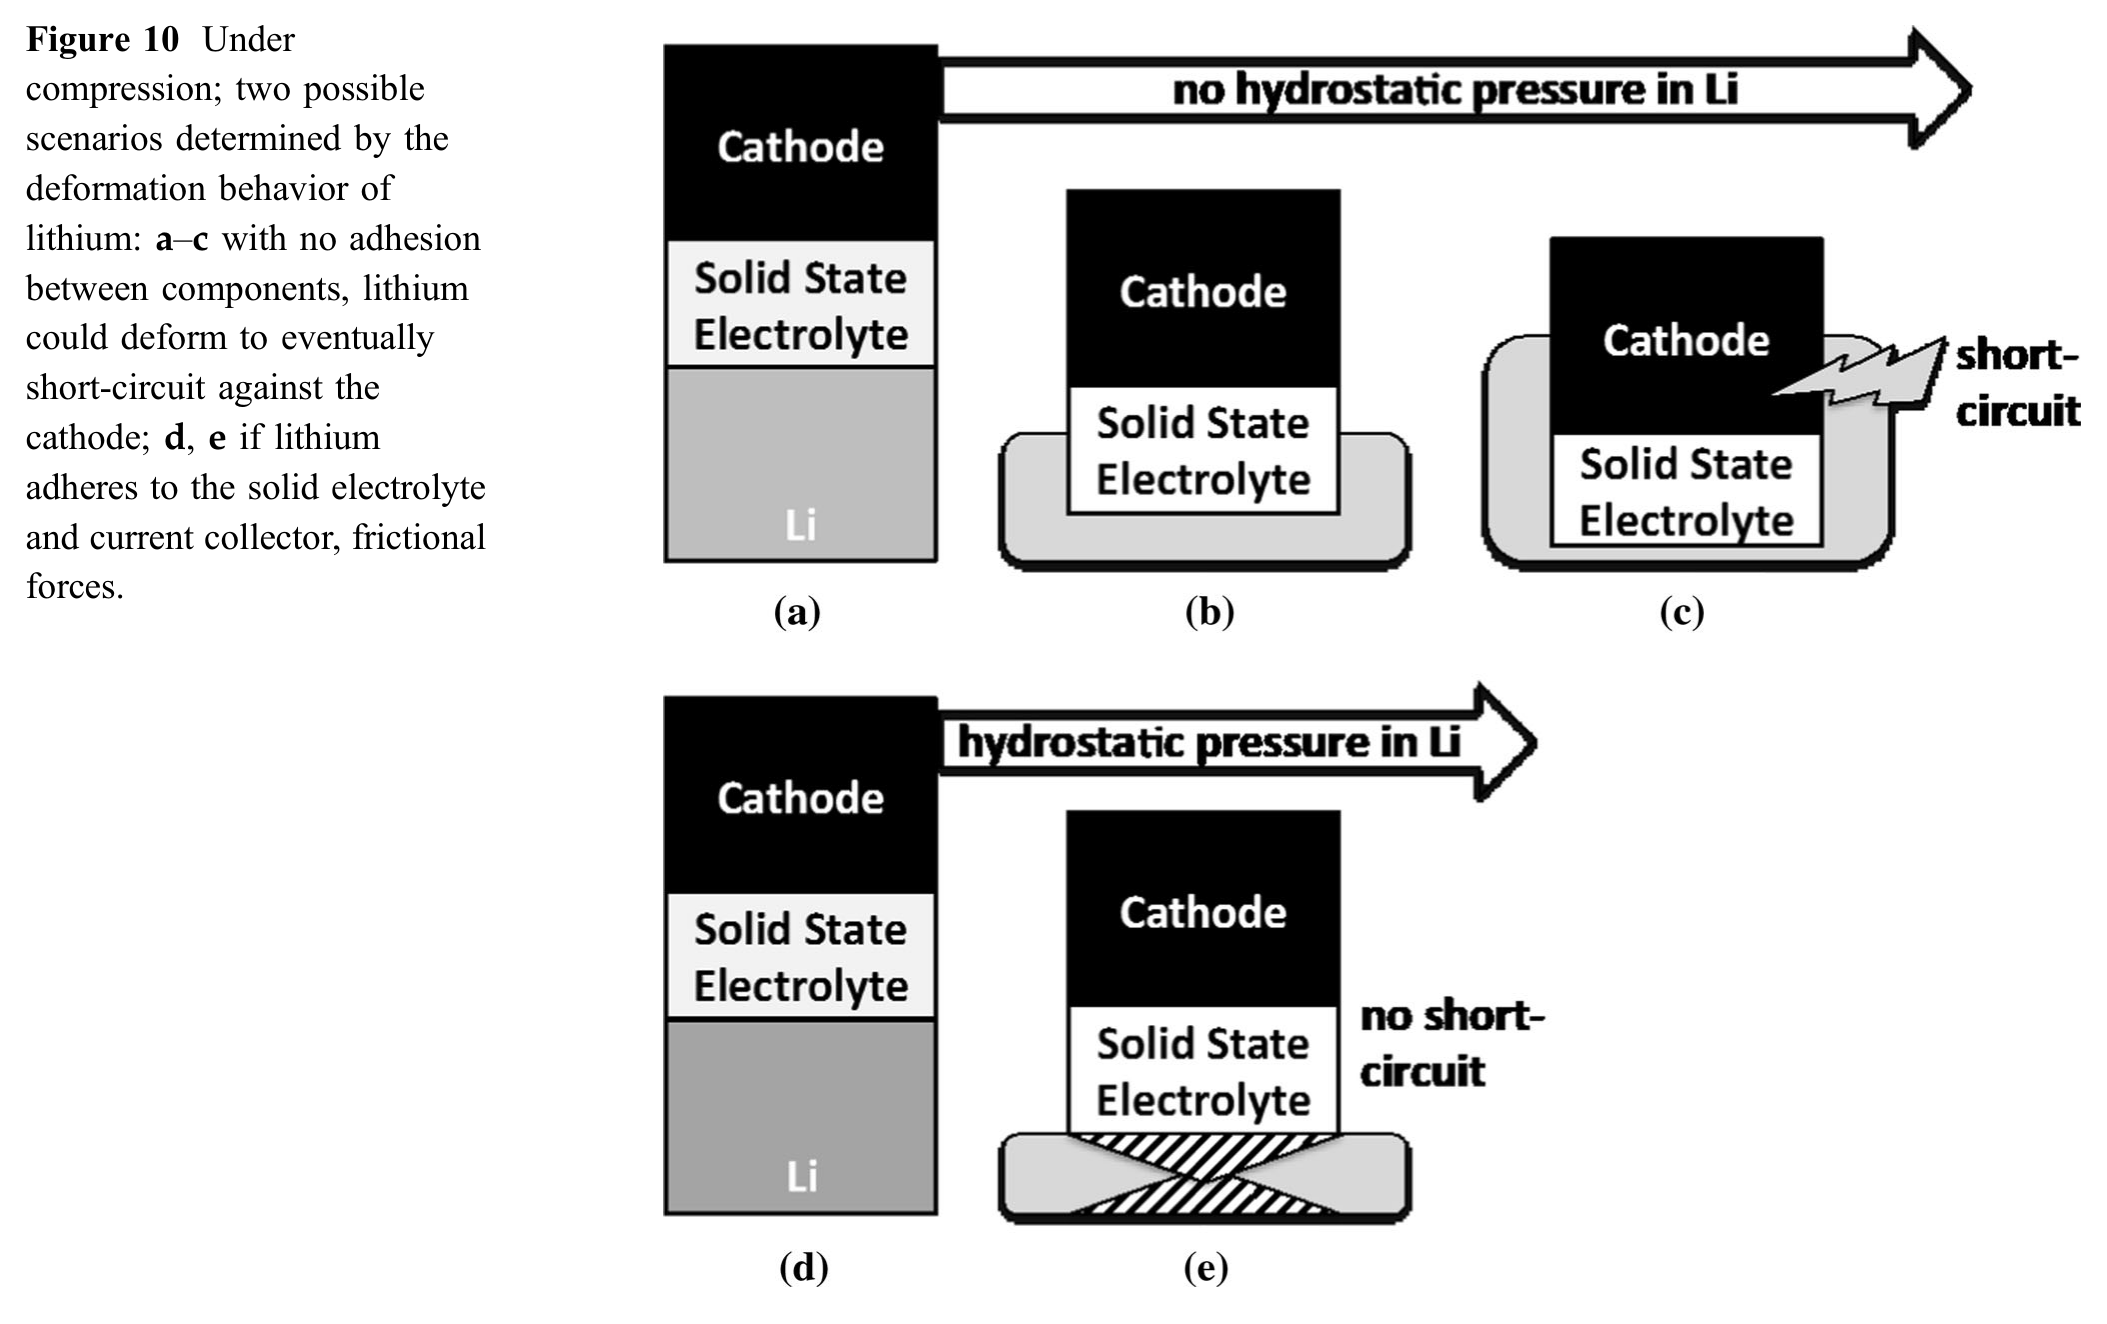 Figure 10 Under
compression; two possible
scenarios determined by the
deformation behavior of
lithium: a–c with no adhesion
between components, lithium
could deform to eventually
short-circuit against the
cathode; d, e if lithium
adheres to the solid electrolyte
and current collector, frictional
forces.
no hydrostatic pressure in Li
Cathode
Solid State
Electrolyte
Li
(a)
Cathode
Solid State
Electrolyte
(b)
Cathode
Solid State
Electrolyte
short-
circuit
(c)
hydrostatic pressure in Li
Cathode
Solid State
Electrolyte
Li
(d)
Cathode
Solid State
Electrolyte
no short-
circuit
(e)